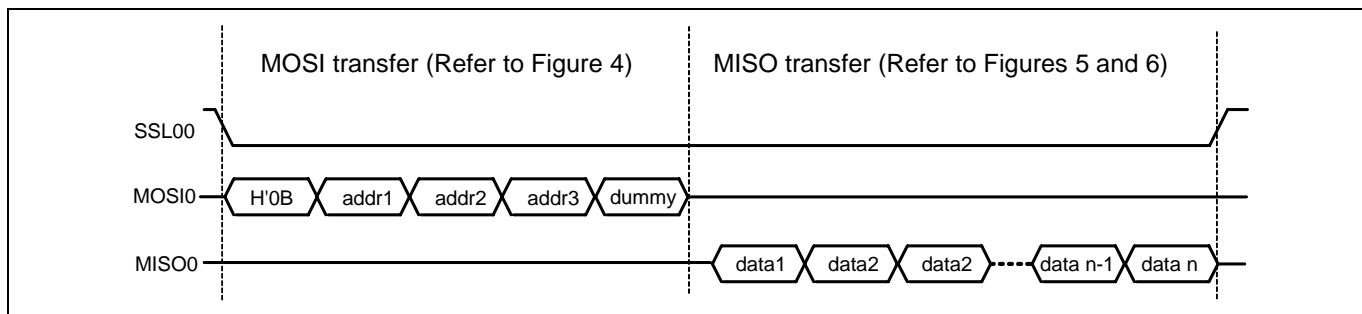 MOSI transfer (Refer to Figure 4) MISO transfer (Refer to Figures 5 and 6)
SSL00
MOSI0 H'0B addr1 addr2 addr3 dummy
MISO0 data1 data2 data2 data n-1 data n